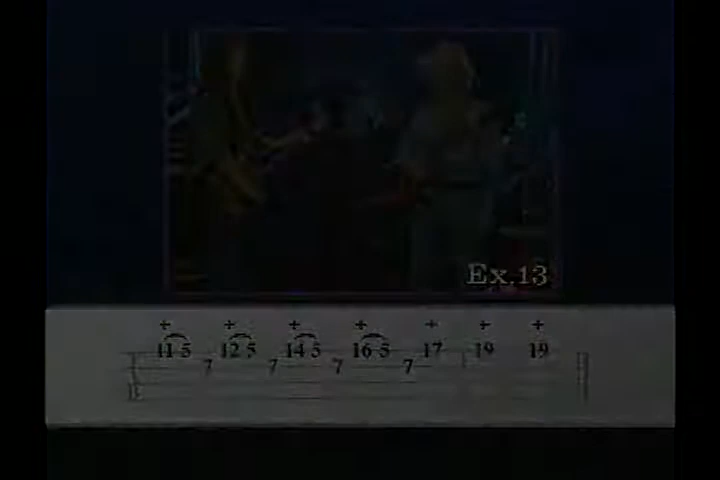 Ex.13
+ + + + + + +
11 5 12 5 14 5 16 5 17 19 19
7 7 7 7
B